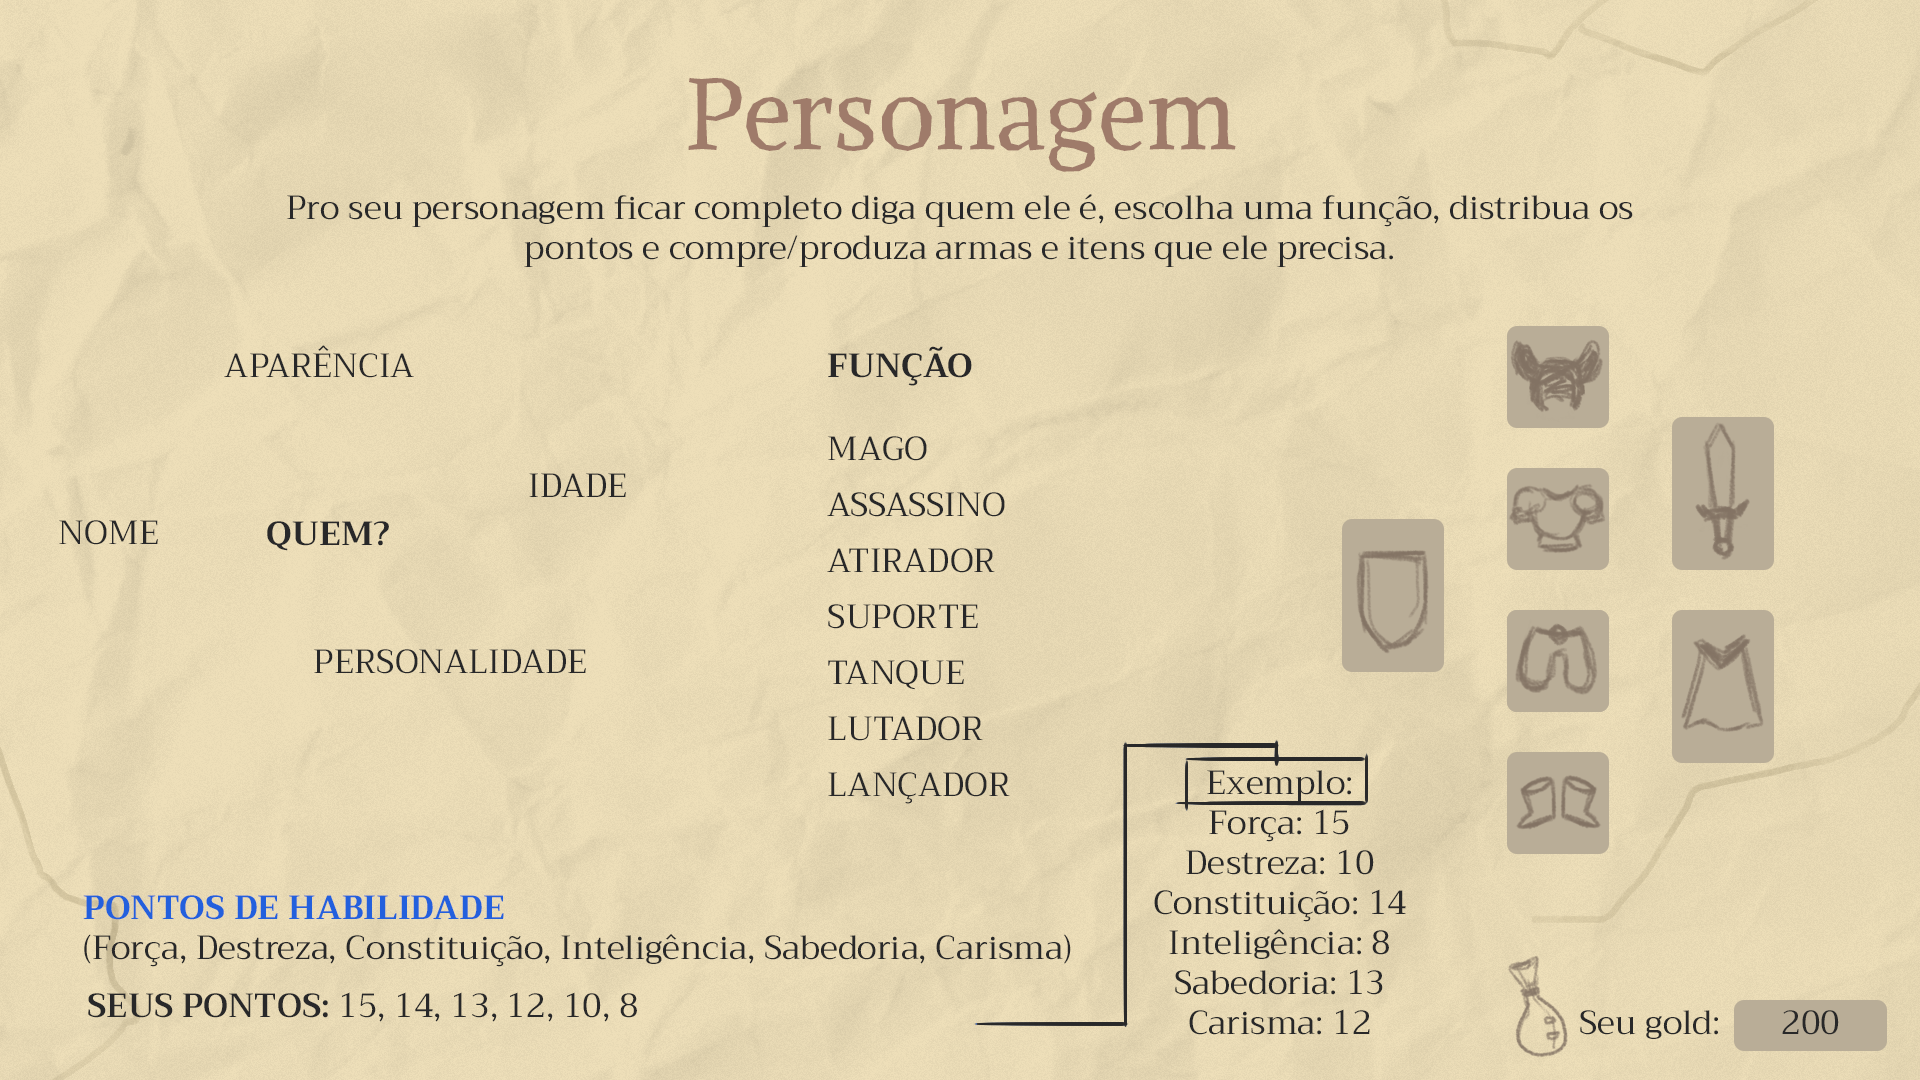 Personagem
Pro seu personagem ficar completo diga quem ele é, escolha uma função, distribua os
pontos e compre/produza armas e itens que ele precisa.
APARÊNCIA
IDADE
NOME
QUEM?
PERSONALIDADE
FUNÇÃO
MAGO
ASSASSINO
ATIRADOR
SUPORTE
TANQUE
LUTADOR
LANÇADOR
PONTOS DE HABILIDADE
(Força, Destreza, Constituição, Inteligência, Sabedoria, Carisma)
SEUS PONTOS: 15, 14, 13, 12, 10, 8
Exemplo:
Força: 15
Destreza: 10
Constituição: 14
Inteligência: 8
Sabedoria: 13
Carisma: 12
Seu gold: 200